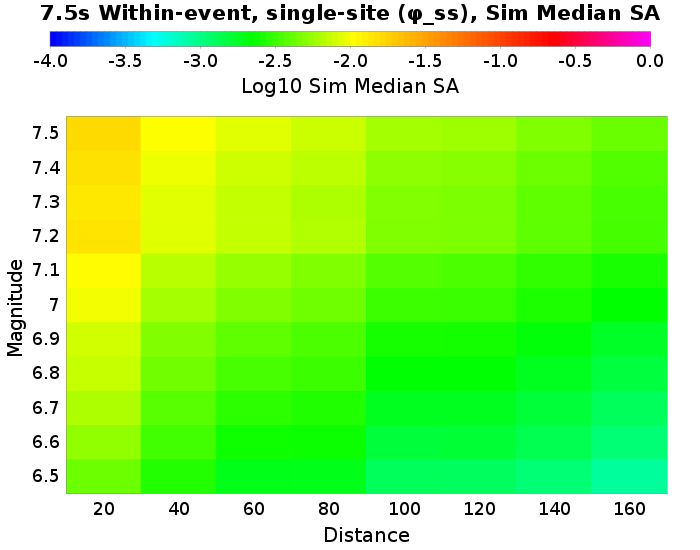 7.5s Within-event, single-site (φ_ss), Sim Median SA
-4.0 -3.5 -3.0 -2.5 -2.0 -1.5 -1.0 -0.5 0.0
Log10 Sim Median SA
7.5
7.4
7.3
7.2
7.1
7
6.9
6.8
6.7
6.6
6.5
Magnitude
20 40 60 80 100 120 140 160
Distance